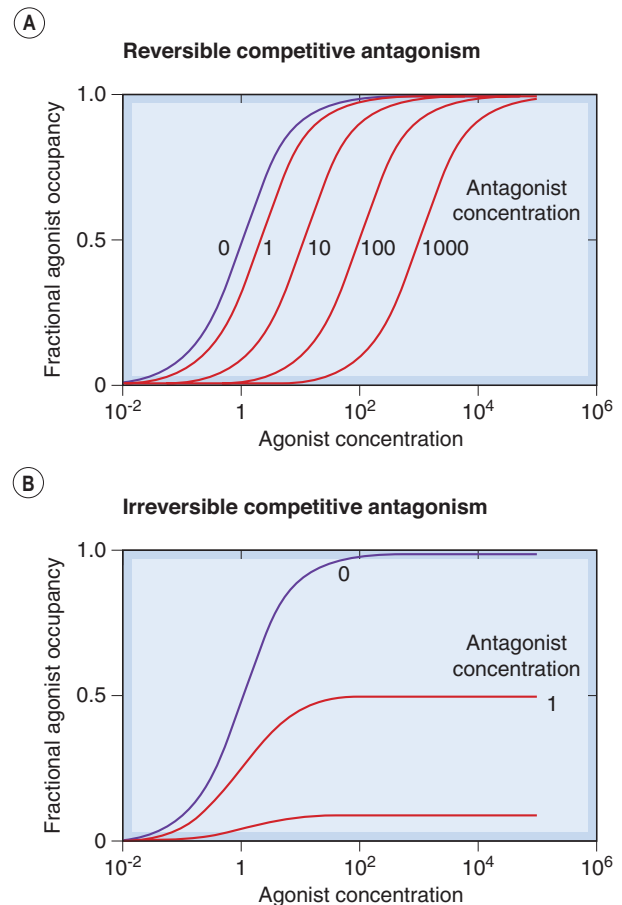 A
Reversible competitive antagonism
Fractional agonist occupancy
1.0
0.5
0
Antagonist
concentration
0 1 10 100 1000
10⁻² 1 10² 10⁴ 10⁶
Agonist concentration
B
Irreversible competitive antagonism
Fractional agonist occupancy
1.0
0.5
0
0
Antagonist
concentration
1
10⁻² 1 10² 10⁴ 10⁶
Agonist concentration